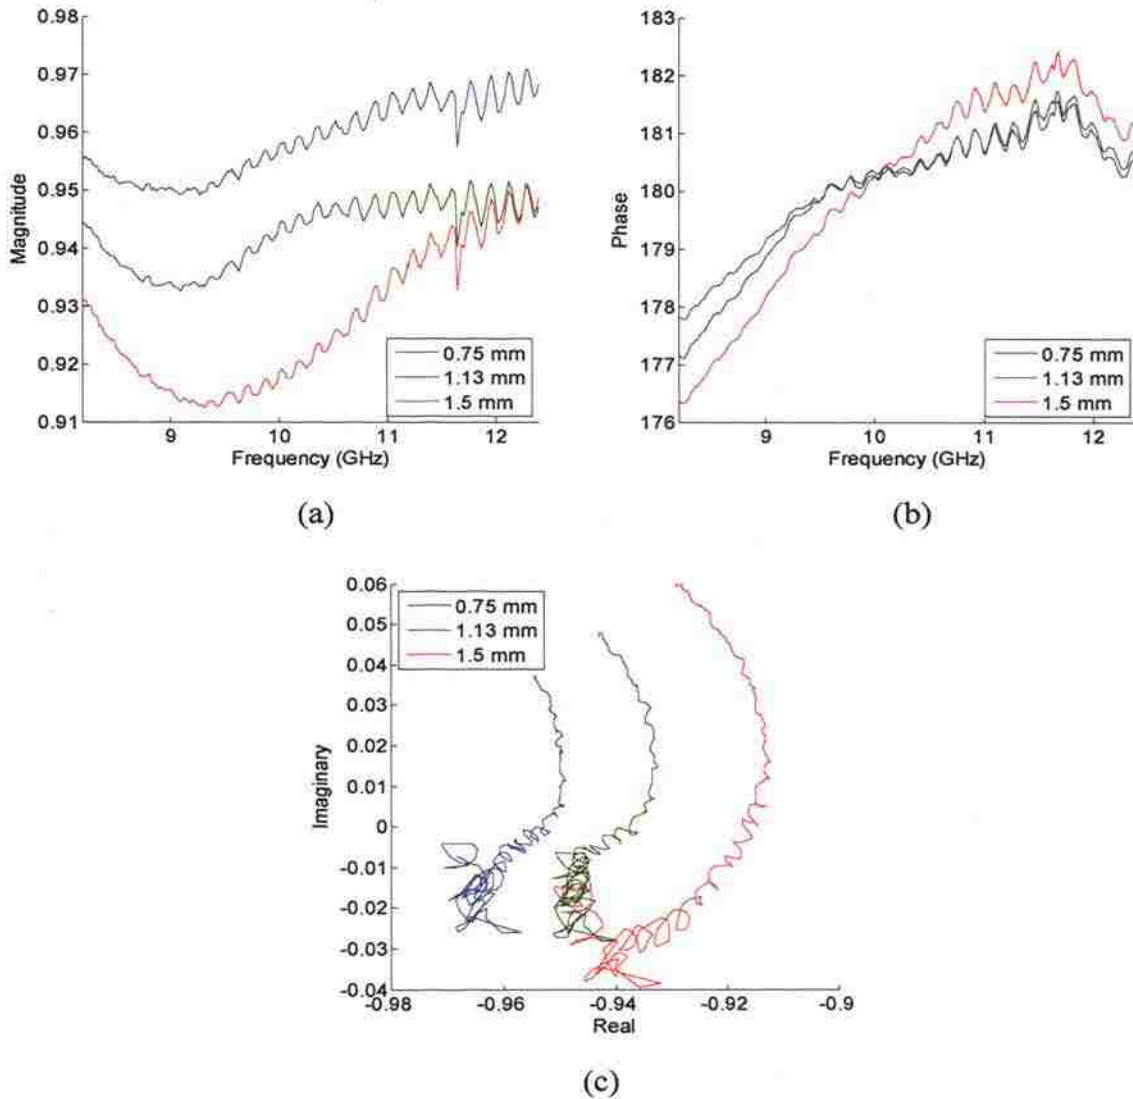 0.98
0.97
0.96
0.95
0.94
0.93
0.92
0.91
Magnitude
9 10 11 12
Frequency (GHz)
0.75 mm
1.13 mm
1.5 mm
(a)
183
182
181
180
179
178
177
176
Phase
9 10 11 12
Frequency (GHz)
0.75 mm
1.13 mm
1.5 mm
(b)
0.06
0.05
0.04
0.03
0.02
0.01
0
-0.01
-0.02
-0.03
-0.04
Imaginary
-0.98 -0.96 -0.94 -0.92 -0.9
Real
0.75 mm
1.13 mm
1.5 mm
(c)